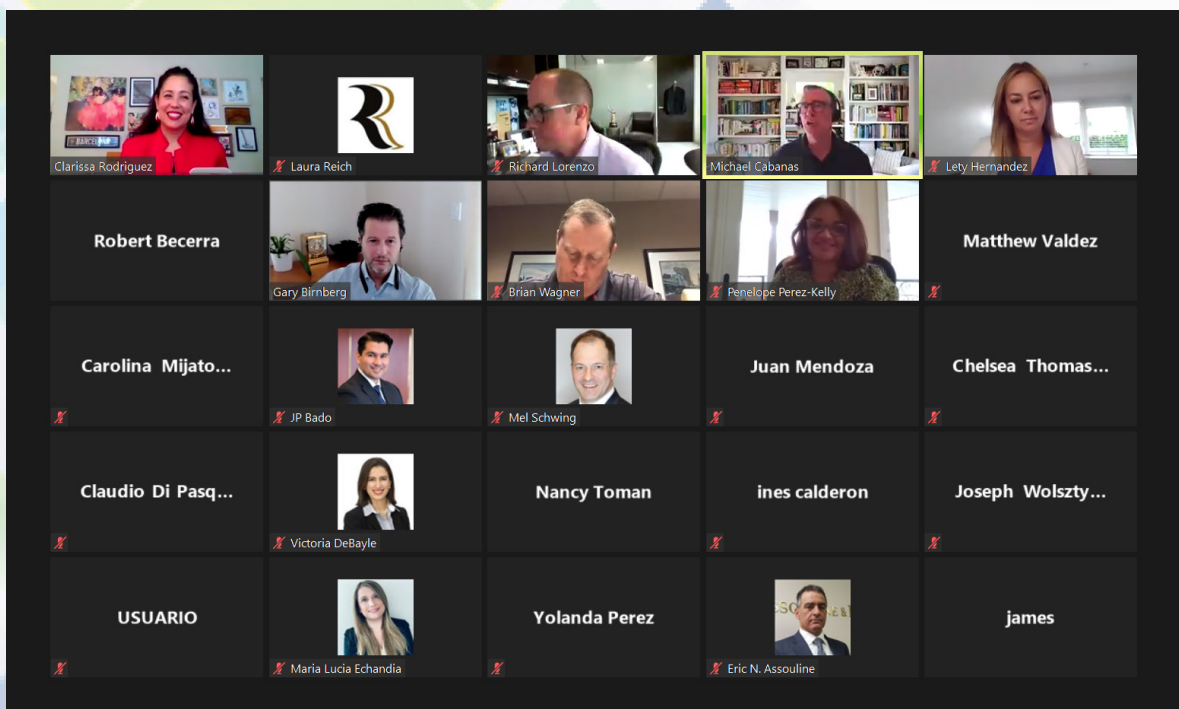 BARCELONA
Clarissa Rodriguez
R
Laura Reich
Richard Lorenzo
Michael Cabanas
Lety Hernandez
Robert Becerra
Gary Birnberg
Brian Wagner
Penelope Perez-Kelly
Matthew Valdez
Carolina Mijato...
JP Bado
Mel Schwing
Juan Mendoza
Chelsea Thomas...
Claudio Di Pasq...
Victoria DeBayle
Nancy Toman
ines calderon
Joseph Wolszty...
USUARIO
Maria Lucia Echandia
Yolanda Perez
Eric N. Assouline
james